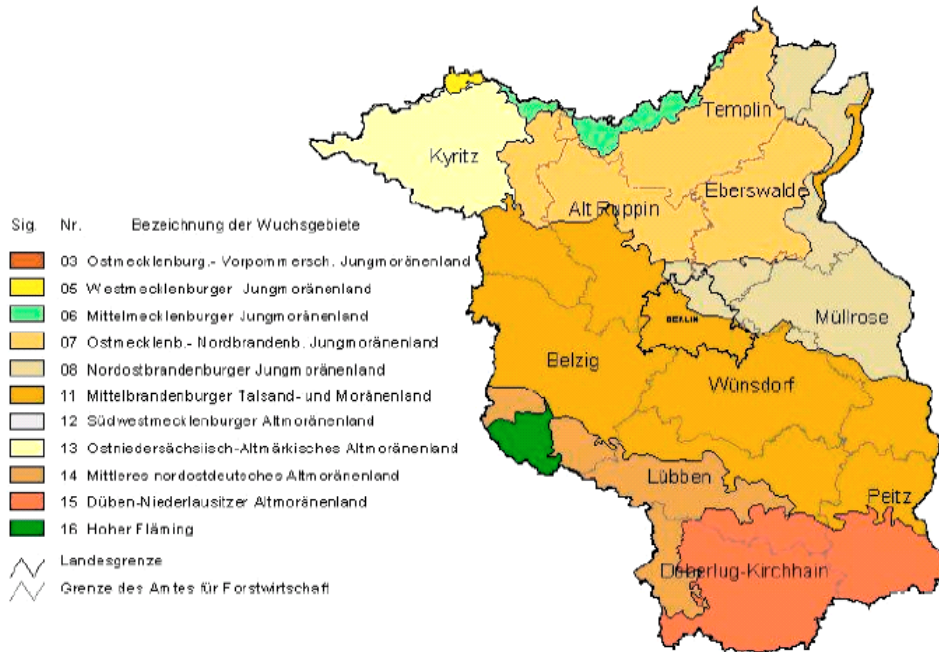 Templin
Kyritz
Eberswalde
Alt Ruppin
Müllrose
BERLIN
Belzig
Wünsdorf
Lübben
Peitz
Doberlug-Kirchhain
Sig. Nr. Bezeichnung der Wuchsgebiete
03 Ostmecklenburg.- Vorpommersch. Jungmoränenland
05 Westmecklenburger Jungmoränenland
06 Mittelmecklenburger Jungmoränenland
07 Ostmecklenb.- Nordbrandenb. Jungmoränenland
08 Nordostbrandenburger Jungmoränenland
11 Mittelbrandenburger Talsand- und Moränenland
12 Südwestmecklenburger Altmoränenland
13 Ostniedersächsiisch-Altmärkisches Altmoränenland
14 Mittleres nordostdeutsches Altmoränenland
15 Düben-Niederlausitzer Altmoränenland
16 Hoher Fläming
Landesgrenze
Grenze des Amtes für Forstwirtschaft